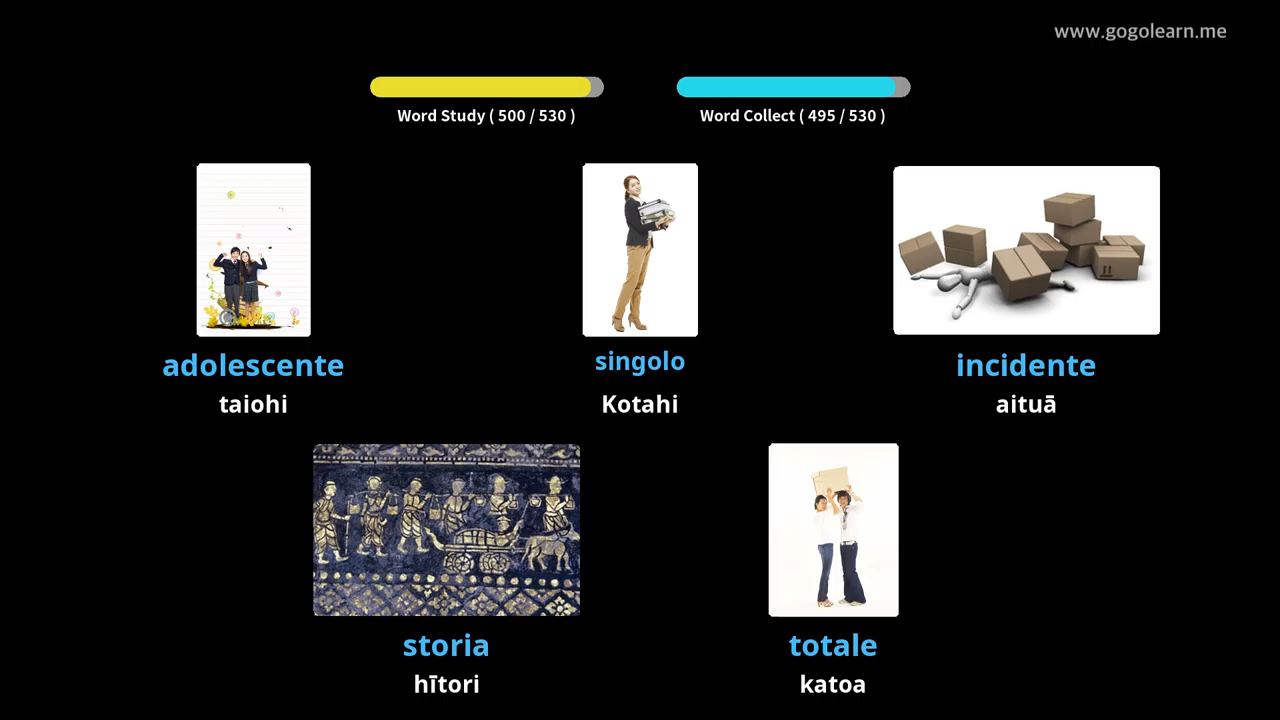 www.gogolearn.me
Word Study ( 500 / 530 )
Word Collect ( 495 / 530 )
adolescente
taiohi
singolo
Kotahi
incidente
aituā
storia
hītori
totale
katoa